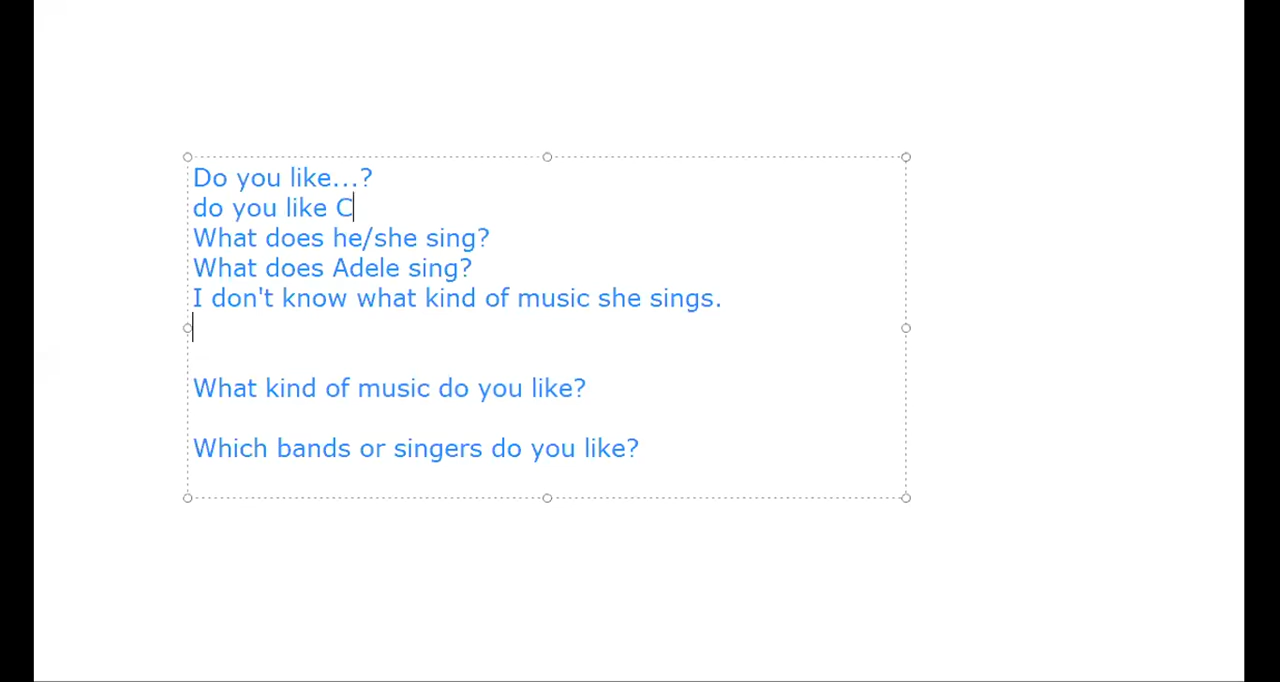 Do you like...?
do you like C
What does he/she sing?
What does Adele sing?
I don't know what kind of music she sings.
What kind of music do you like?
Which bands or singers do you like?